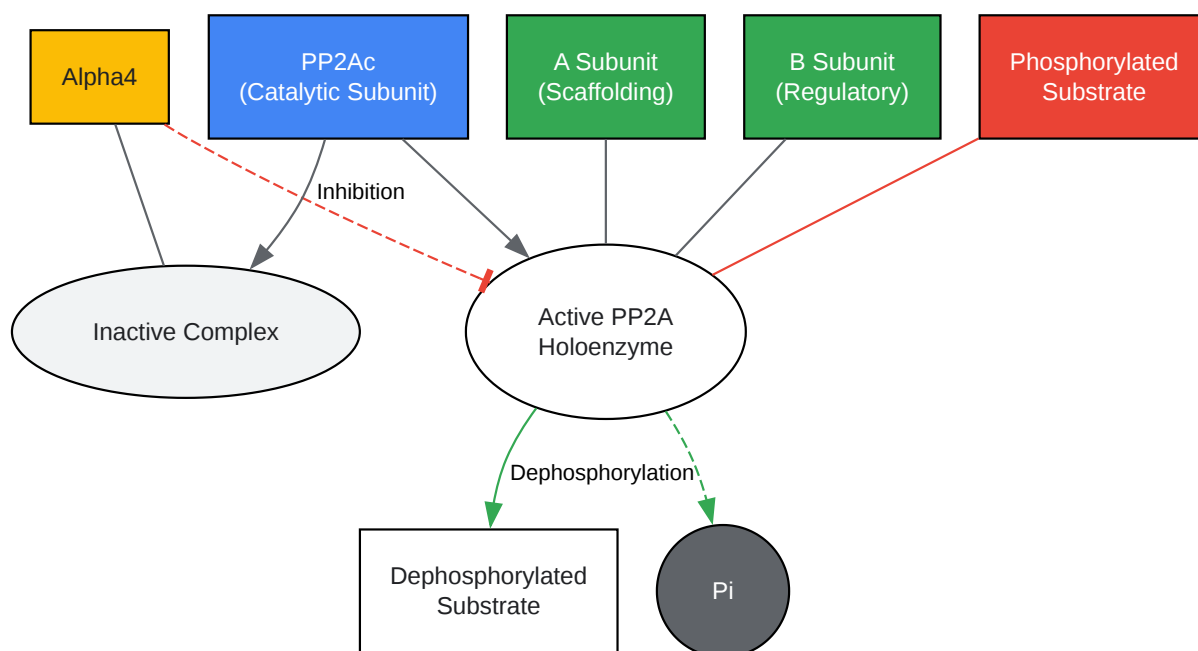 Alpha4
PP2Ac
(Catalytic Subunit)
A Subunit
(Scaffolding)
B Subunit
(Regulatory)
Phosphorylated
Substrate
Inhibition
Inactive Complex
Active PP2A
Holoenzyme
Dephosphorylation
Dephosphorylated
Substrate
Pi